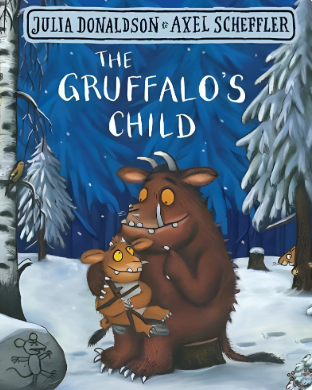 JULIA DONALDSON & AXEL SCHEFFLER
THE
GRUFFALO'S
CHILD